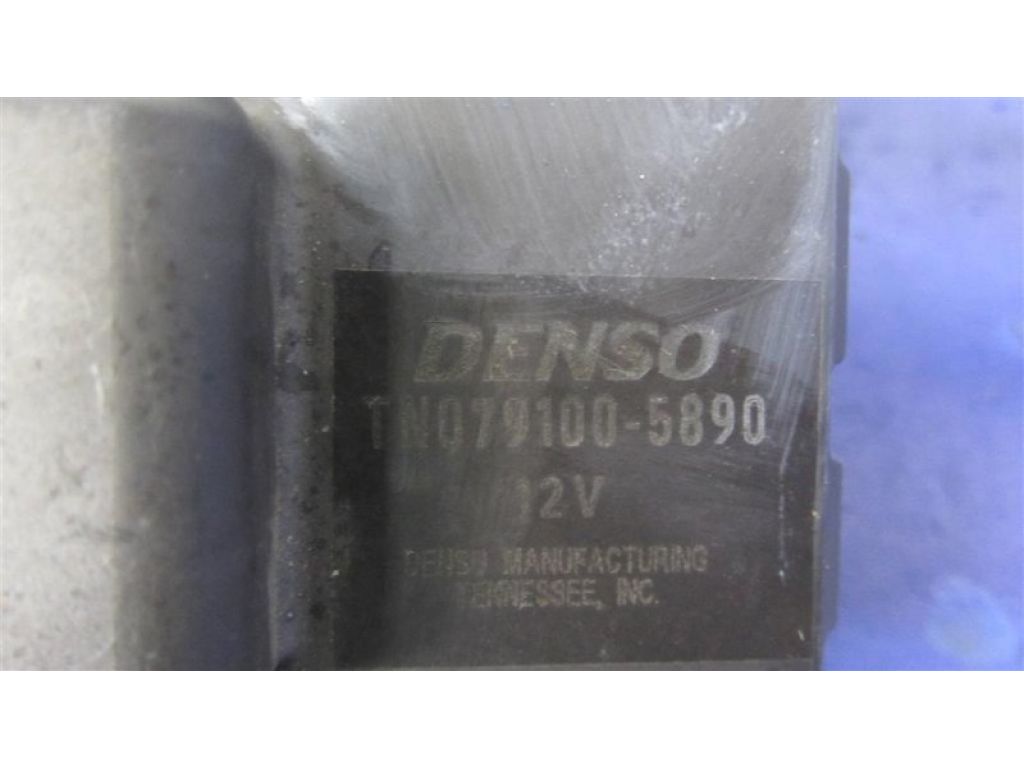 DENSO
TN079100-5890
12V
DENSO MANUFACTURING
TENNESSEE, INC.